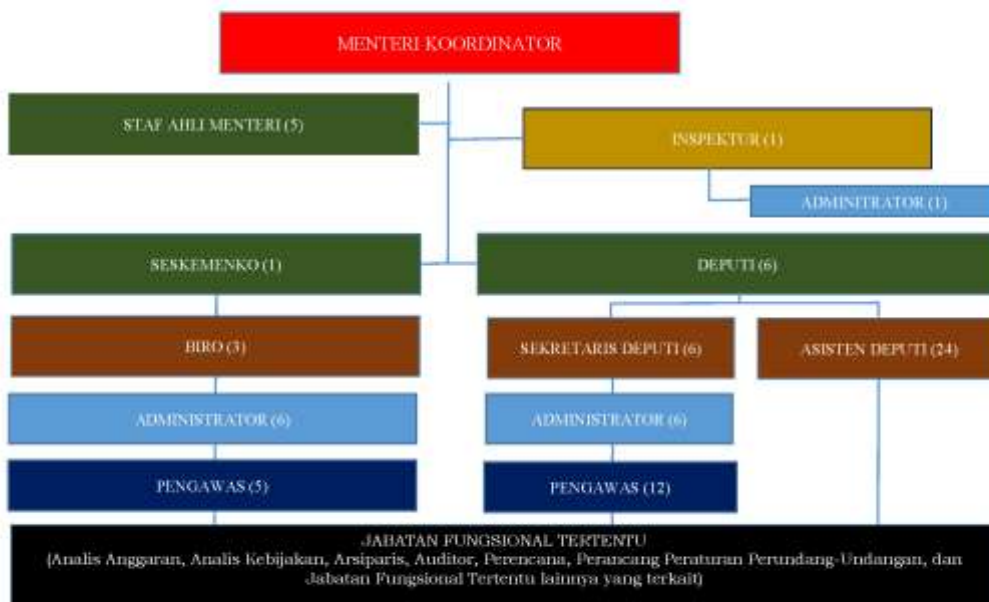 MENTERI KOORDINATOR
STAF AHLI MENTERI (5)
INSPEKTUR (1)
ADMINITRATOR (1)
SESKEMENKO (1)
DEPUTI (6)
BIRO (3)
SEKRETARIS DEPUTI (6)
ASISTEN DEPUTI (24)
ADMINISTRATOR (6)
ADMINISTRATOR (6)
PENGAWAS (5)
PENGAWAS (12)
JABATAN FUNGSIONAL TERTENTU
(Analis Anggaran, Analis Kebijakan, Arsiparis, Auditor, Perencana, Perancang Peraturan Perundang-Undangan, dan
Jabatan Fungsional Tertentu lainnya yang terkait)